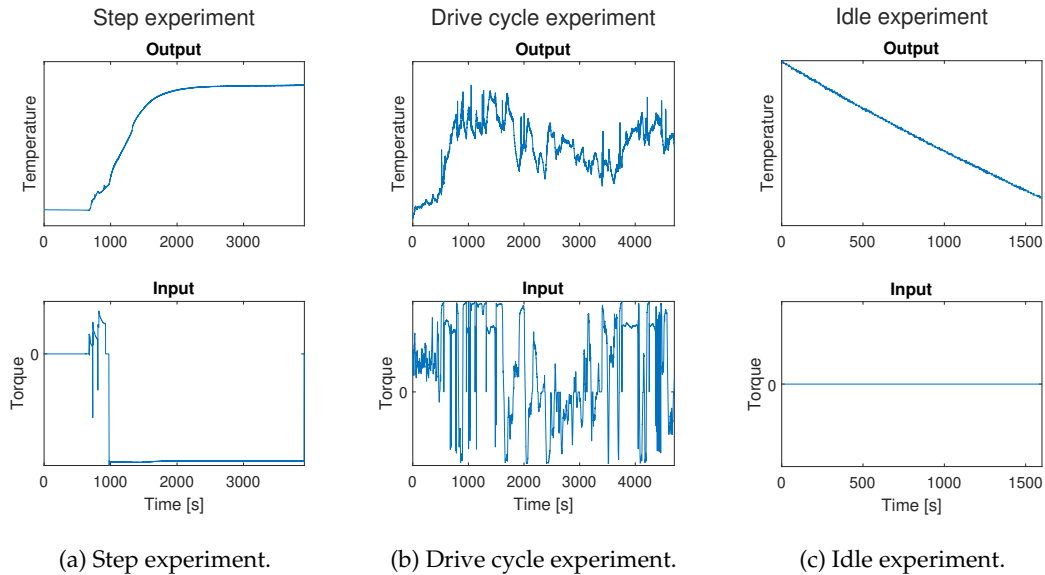 Step experiment
Output
Temperature
0 1000 2000 3000
Input
Torque
0
0 1000 2000 3000
Time [s]
(a) Step experiment.
Drive cycle experiment
Output
Temperature
0 1000 2000 3000 4000
Input
Torque
0
0 1000 2000 3000 4000
Time [s]
(b) Drive cycle experiment.
Idle experiment
Output
Temperature
0 500 1000 1500
Input
Torque
0
0 500 1000 1500
Time [s]
(c) Idle experiment.